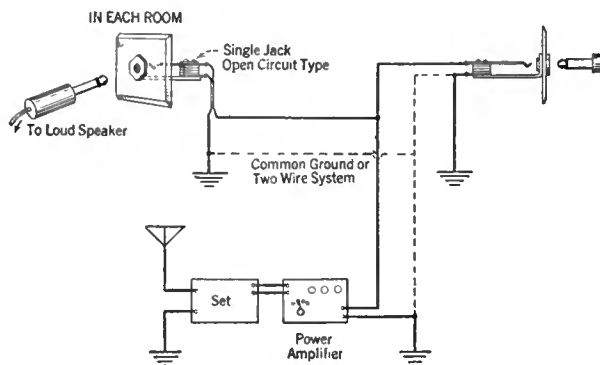 IN EACH ROOM
Single Jack
Open Circuit Type
To Loud Speaker
Common Ground or
Two Wire System
Set
Power
Amplifier